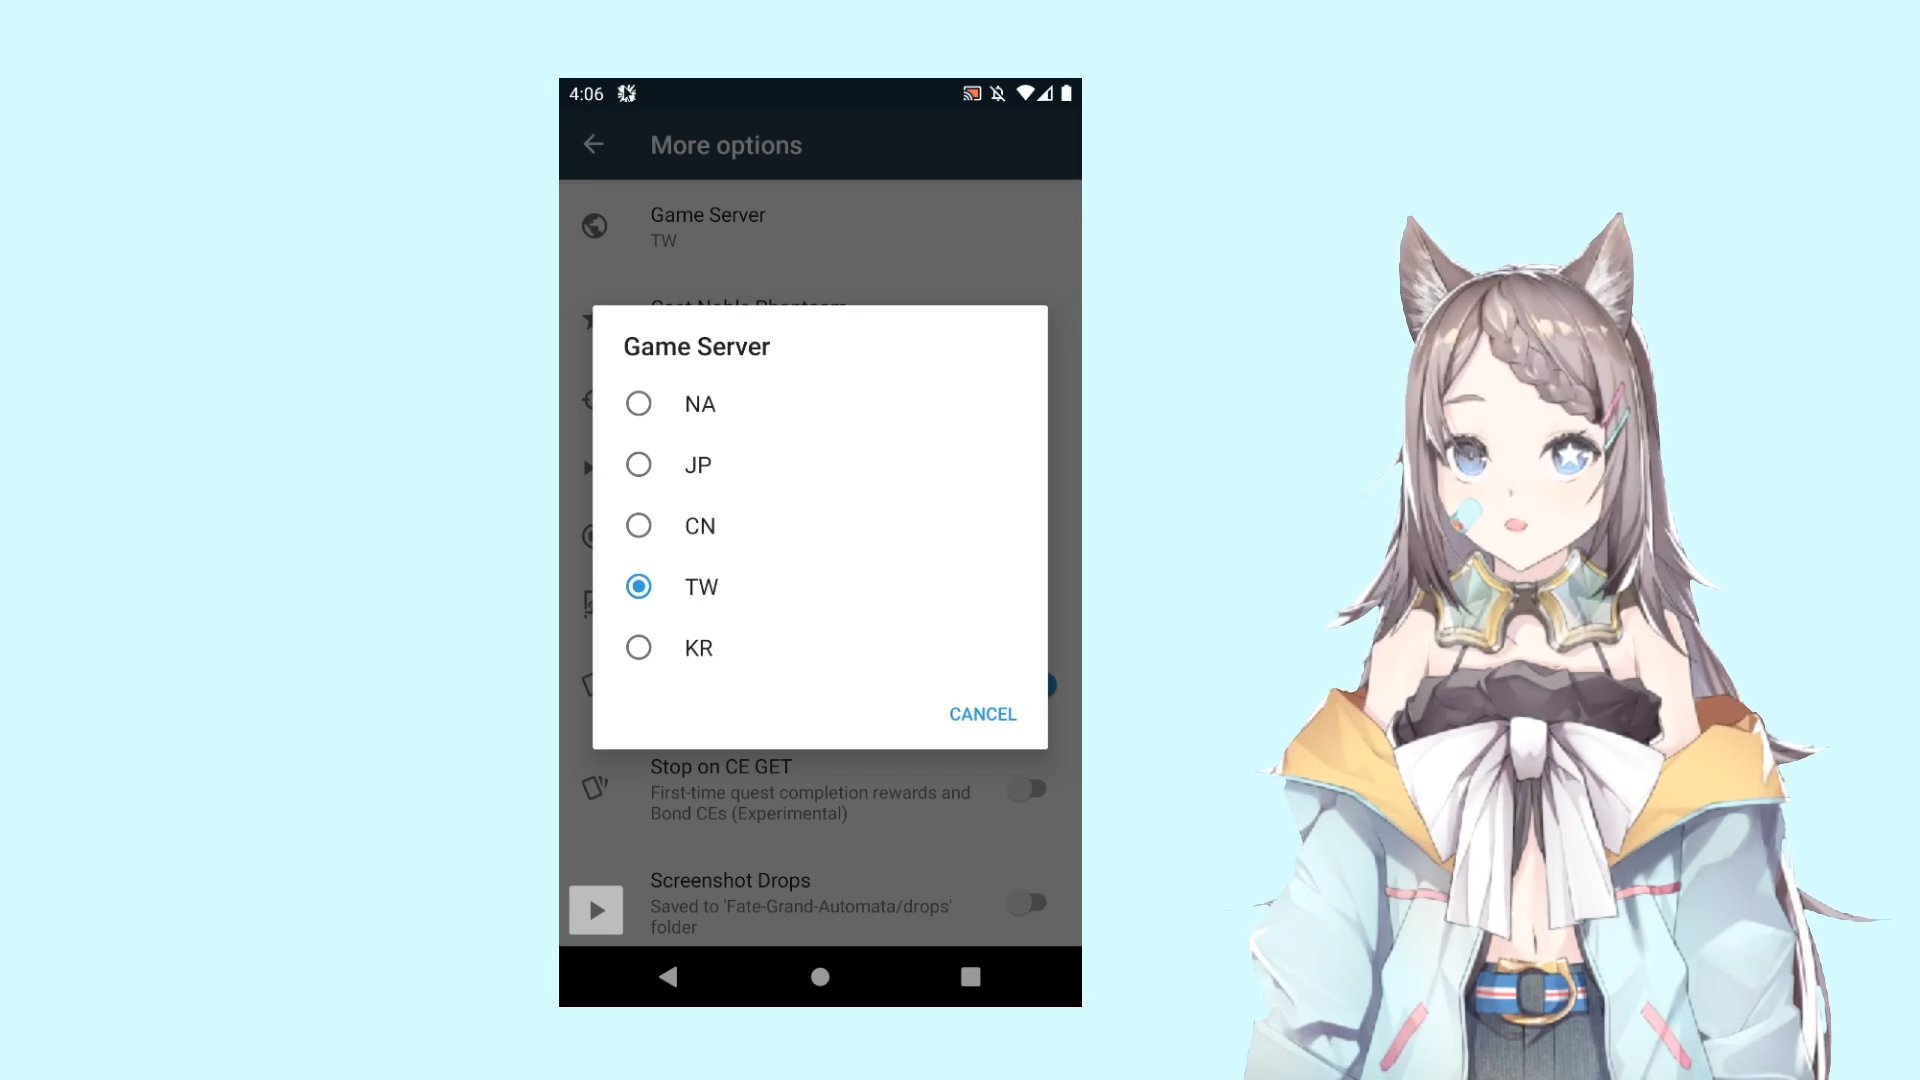 4:06
More options
Game Server
TW
Game Server
NA
JP
CN
TW
KR
CANCEL
Stop on CE GET
First-time quest completion rewards and
Bond CEs (Experimental)
Screenshot Drops
Saved to 'Fate-Grand-Automata/drops'
folder